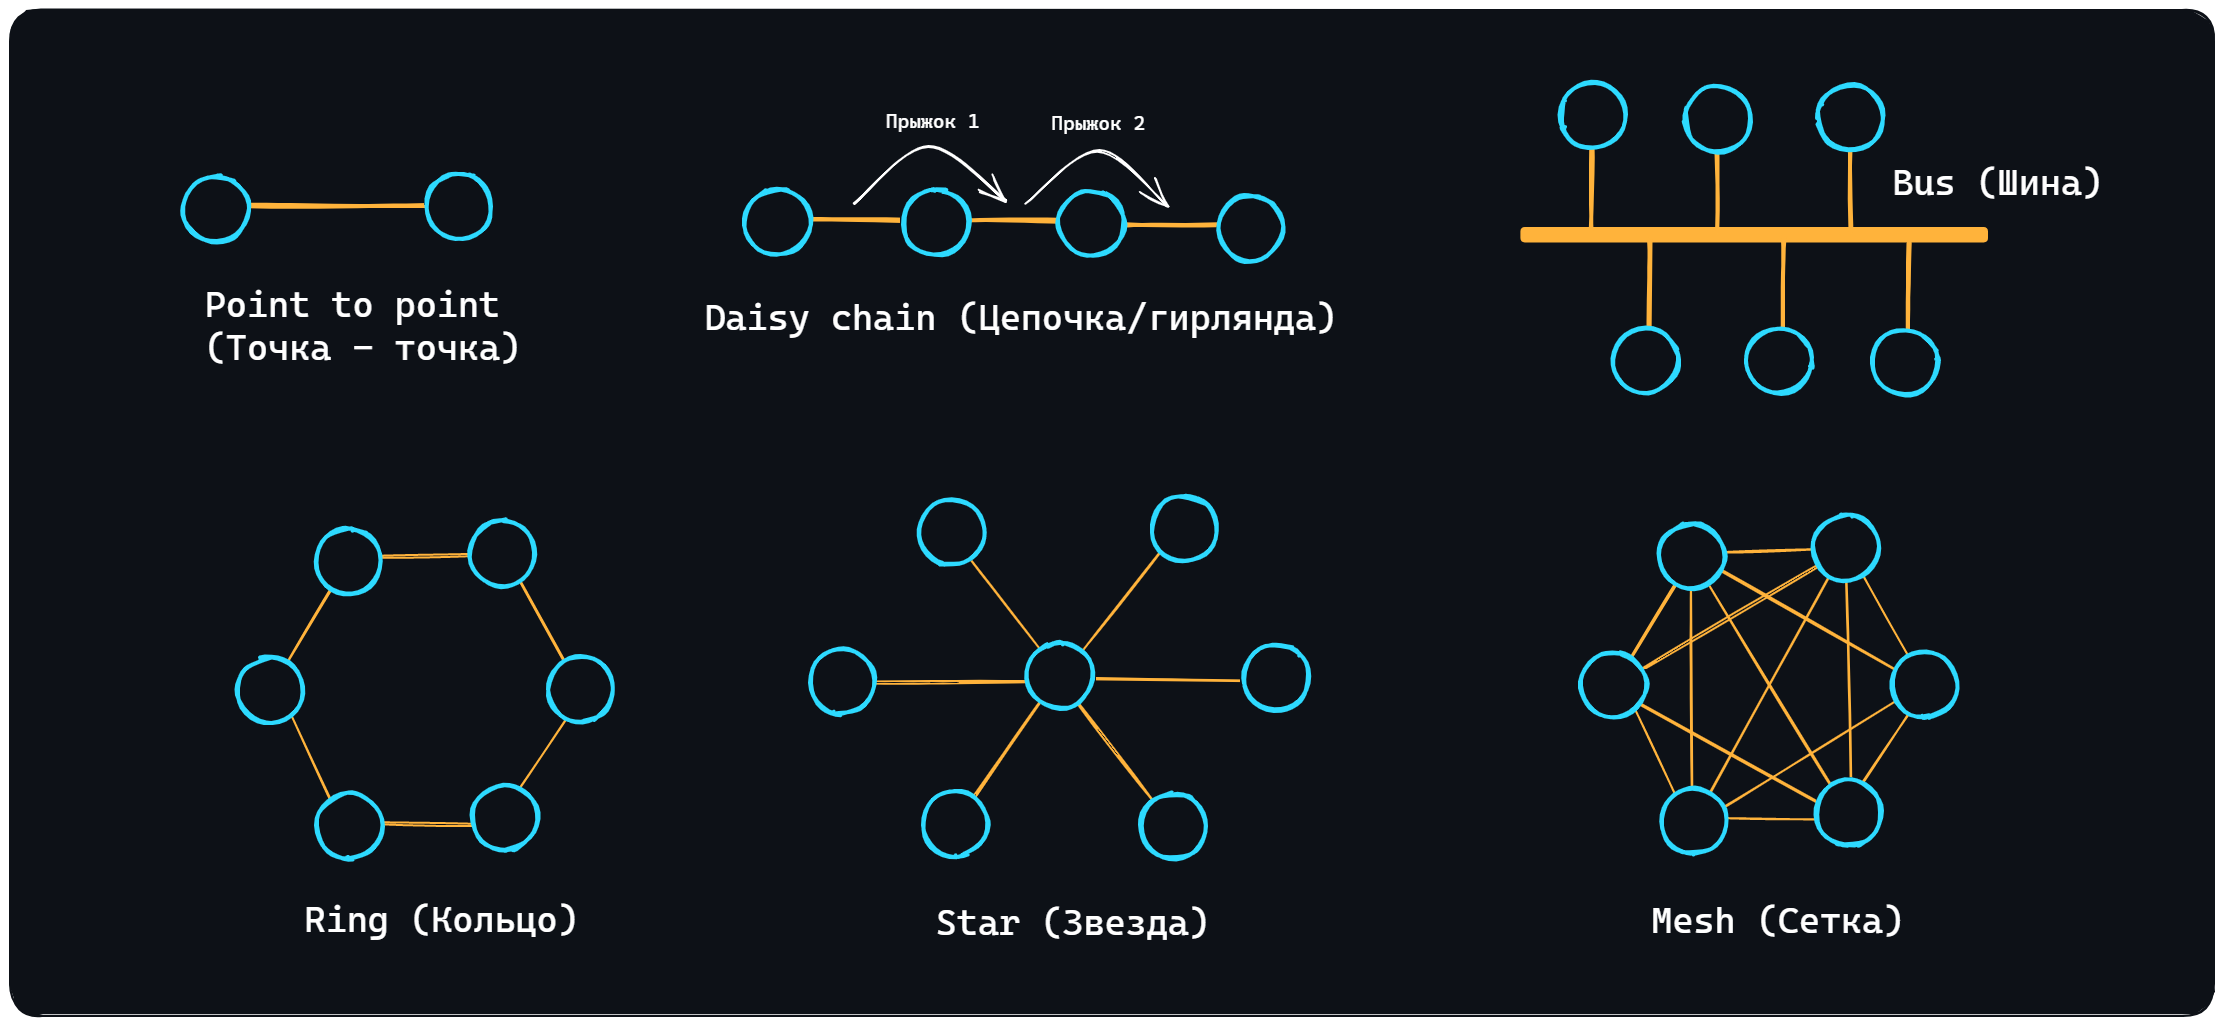 Прыжок 1
Прыжок 2
Bus (Шина)
Point to point
(Точка - точка)
Daisy chain (Цепочка/гирлянда)
Ring (Кольцо)
Star (Звезда)
Mesh (Сетка)